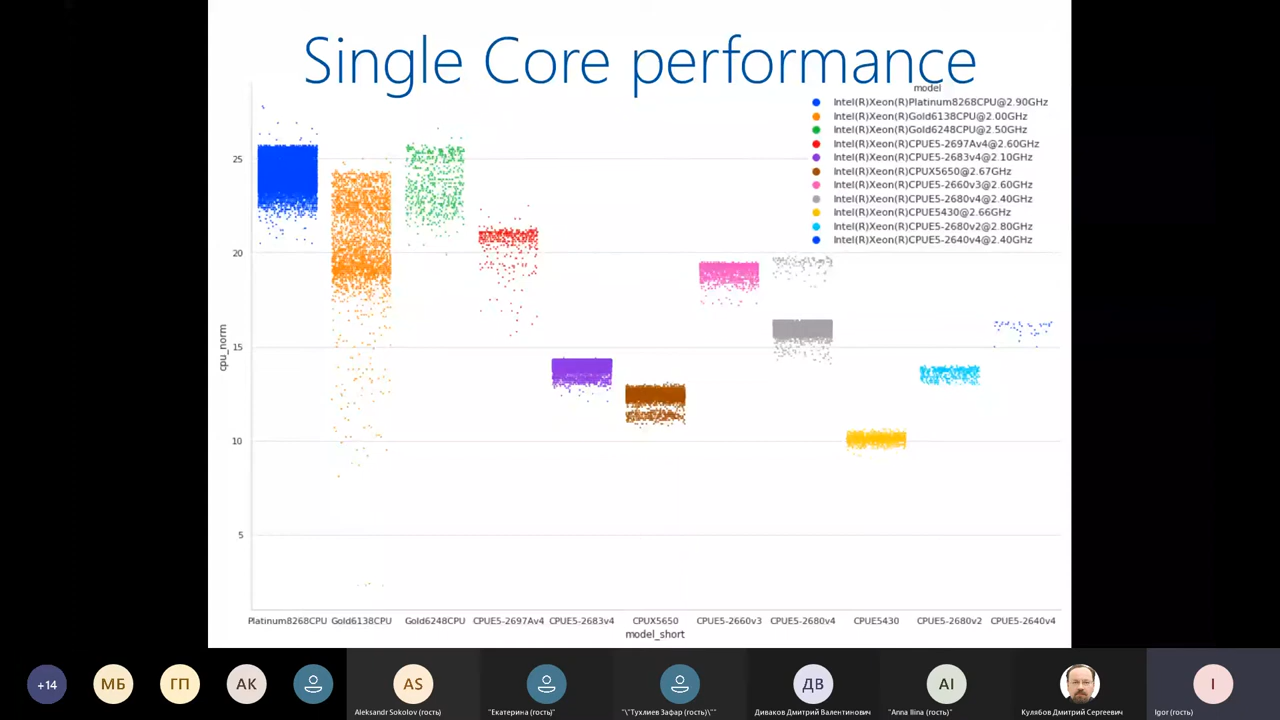 Single Core performance
model
Intel(R)Xeon(R)Platinum8268CPU@2.90GHz
Intel(R)Xeon(R)Gold6138CPU@2.00GHz
Intel(R)Xeon(R)Gold6248CPU@2.50GHz
Intel(R)Xeon(R)CPUE5-2697Av4@2.60GHz
Intel(R)Xeon(R)CPUE5-2683v4@2.10GHz
Intel(R)Xeon(R)CPUX5650@2.67GHz
Intel(R)Xeon(R)CPUE5-2660v3@2.60GHz
Intel(R)Xeon(R)CPUE5-2680v4@2.40GHz
Intel(R)Xeon(R)CPUE5430@2.66GHz
Intel(R)Xeon(R)CPUE5-2680v2@2.80GHz
Intel(R)Xeon(R)CPUE5-2640v4@2.40GHz
25
20
15
10
5
cpu_norm
Platinum8268CPU Gold6138CPU Gold6248CPU CPUE5-2697Av4 CPUE5-2683v4 CPUX5650 CPUE5-2660v3 CPUE5-2680v4 CPUE5430 CPUE5-2680v2 CPUE5-2640v4
model_short
+14 МБ ГП АК AS ДВ AI I
Aleksandr Sokolov (гость) "Екатерина (гость)" "\"Тухлиев Зафар (гость)\"" Диваков Дмитрий Валентинович "Anna Ilina (гость)" Кулябов Дмитрий Сергеевич Igor (гость)